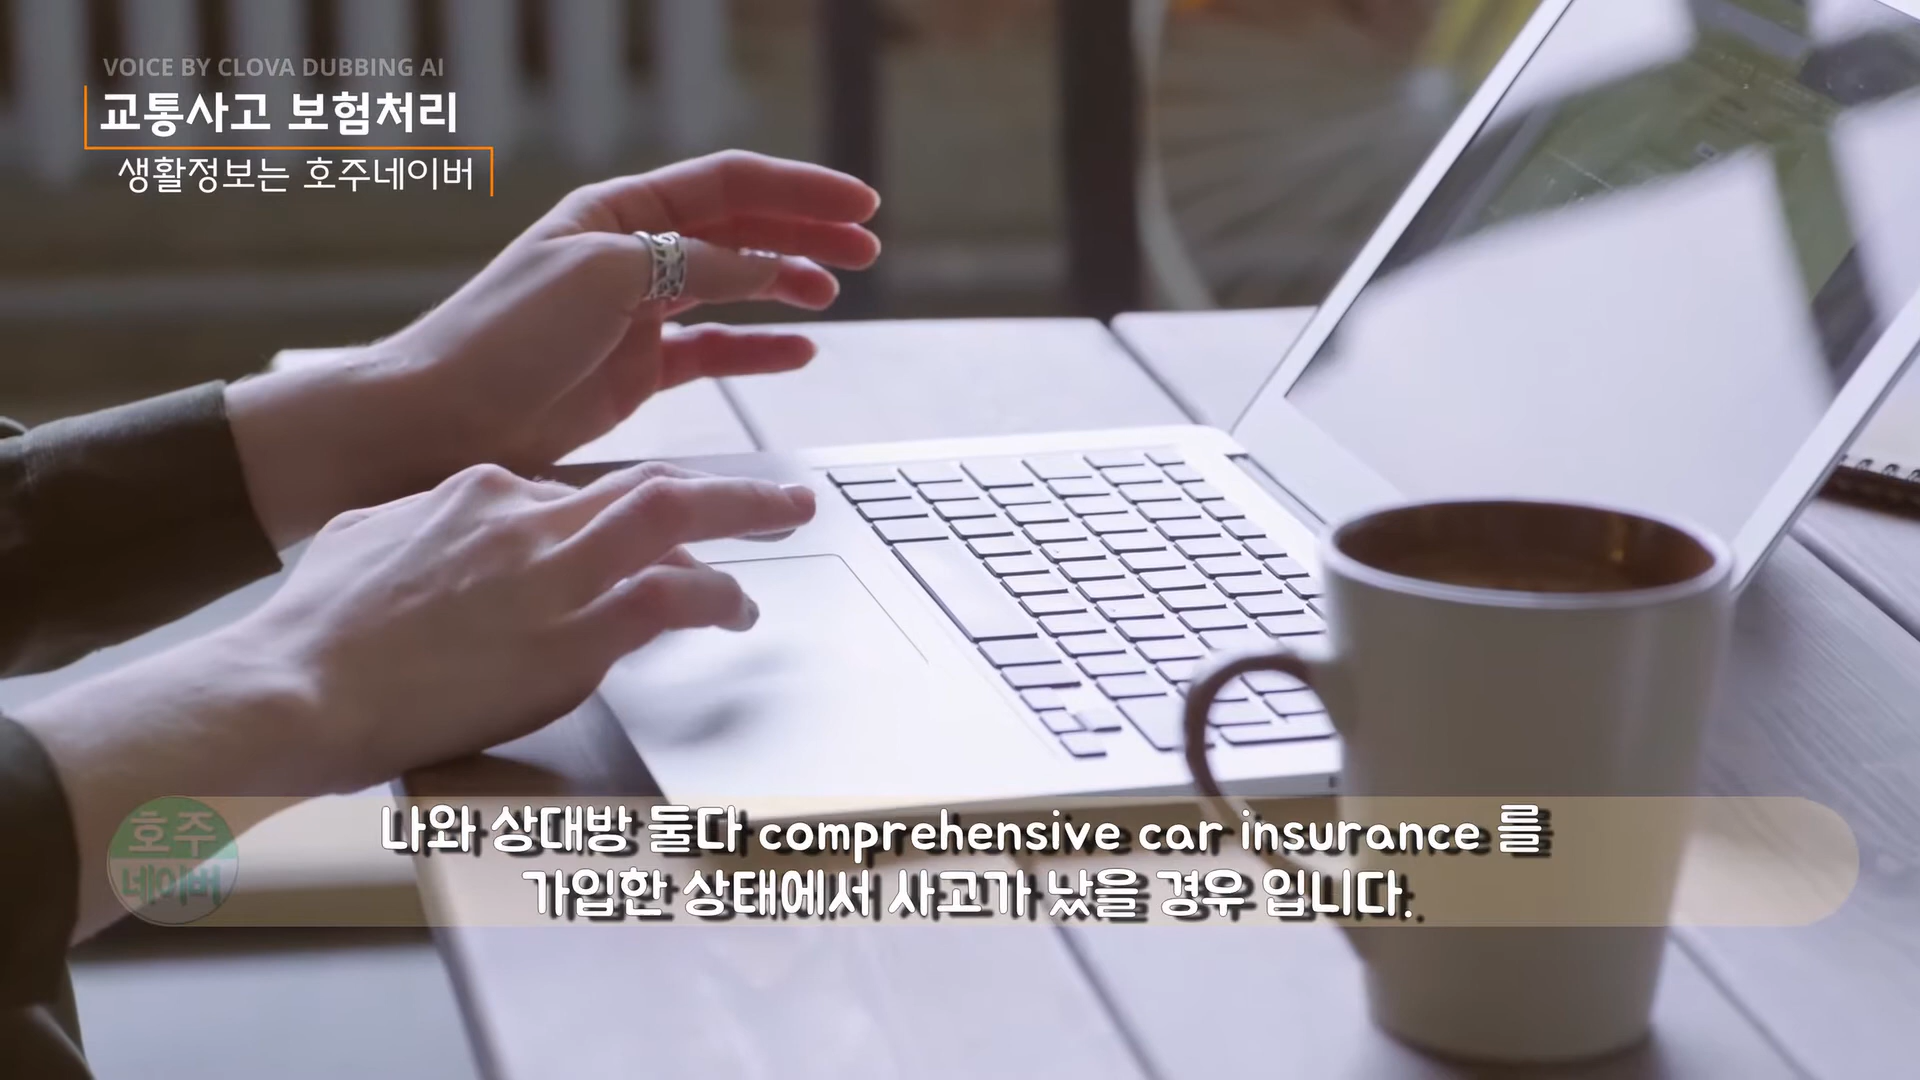 VOICE BY CLOVA DUBBING AI
교통사고 보험처리
생활정보는 호주네이버
호주
네이버
나와 상대방 둘다 comprehensive car insurance 를
가입한 상태에서 사고가 났을 경우 입니다.